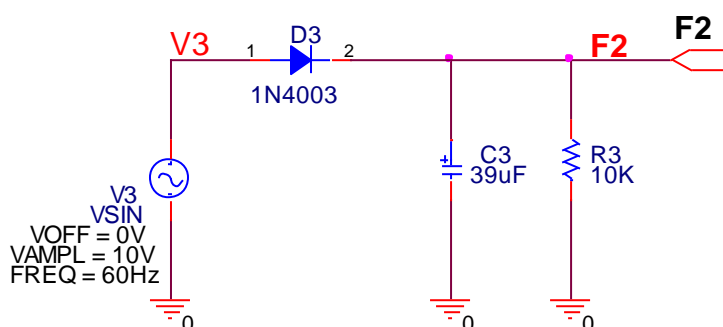 F2
V3
D3
F2
1
2
1N4003
C3
39uF
R3
10K
V3
VSIN
VOFF = 0V
VAMPL = 10V
FREQ = 60Hz
0
0
0